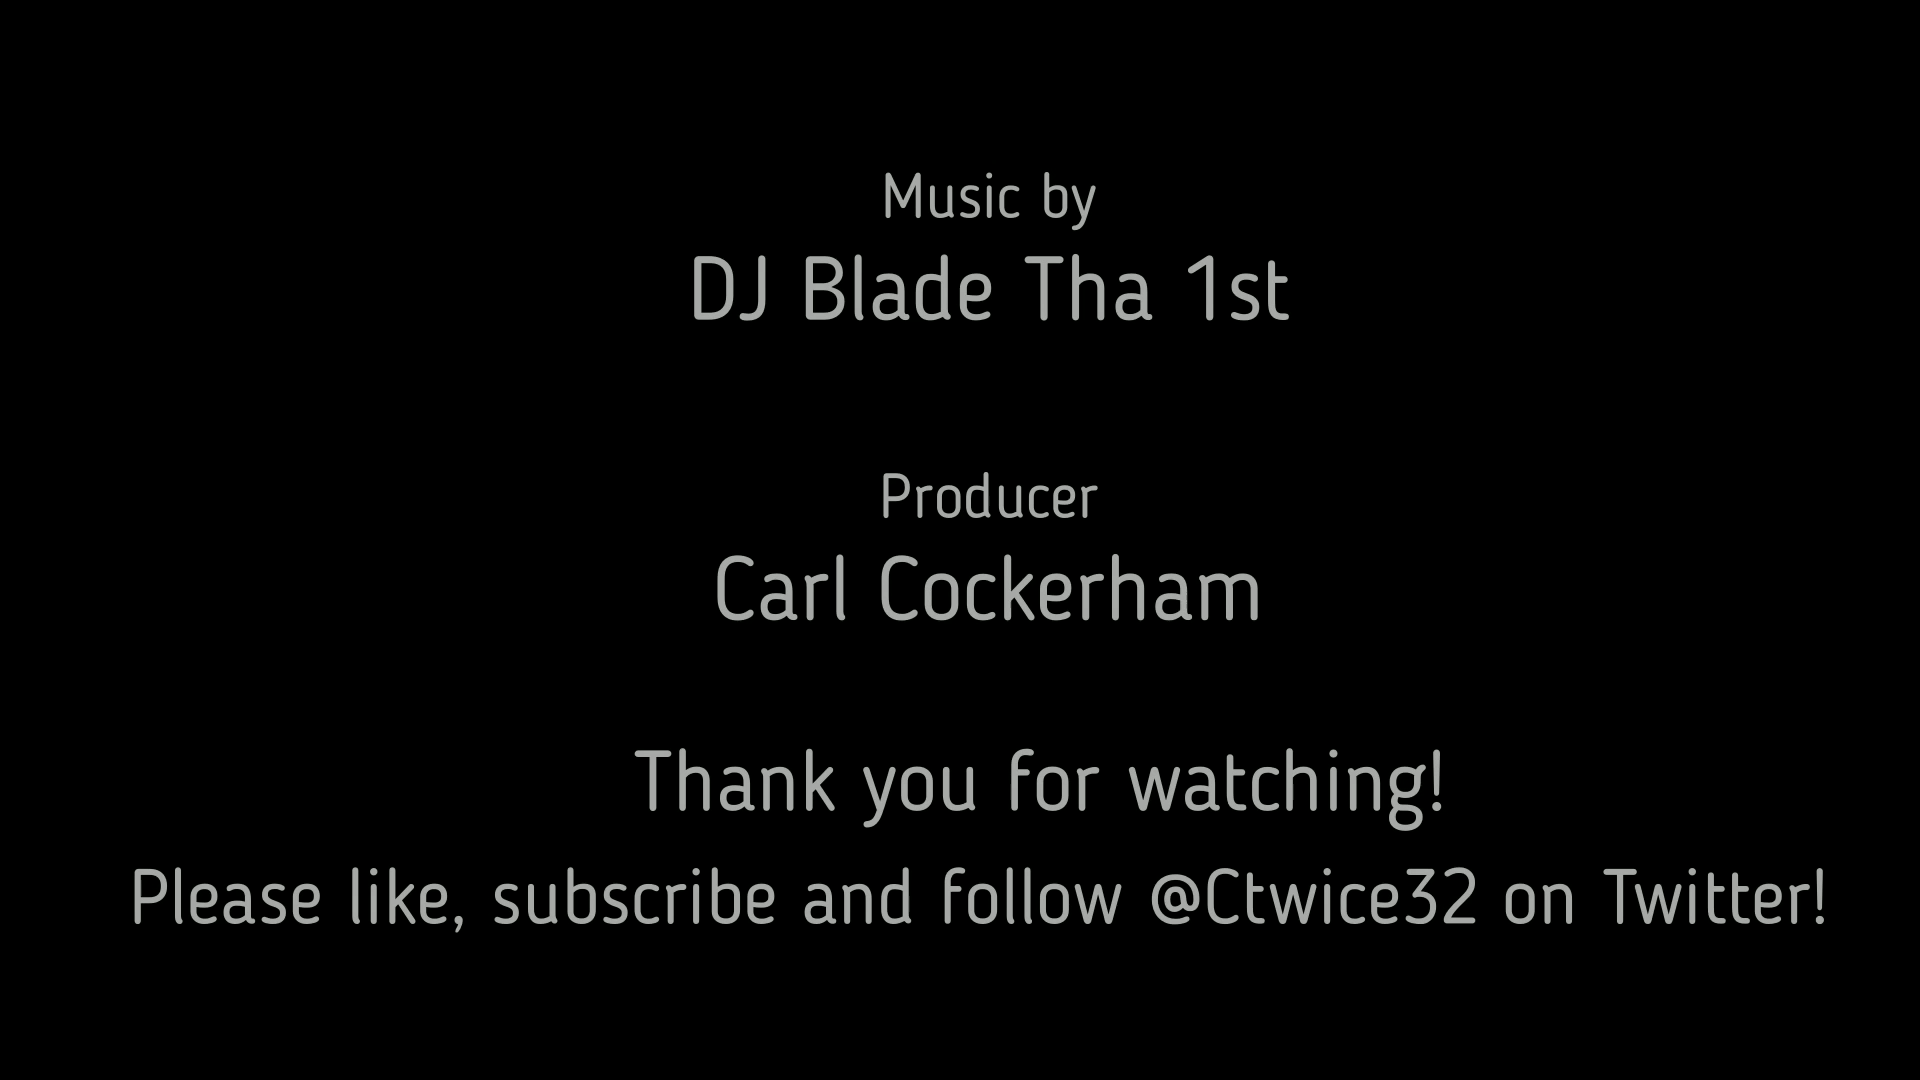 Music by
DJ Blade Tha 1st
Producer
Carl Cockerham
Thank you for watching!
Please like, subscribe and follow @Ctwice32 on Twitter!